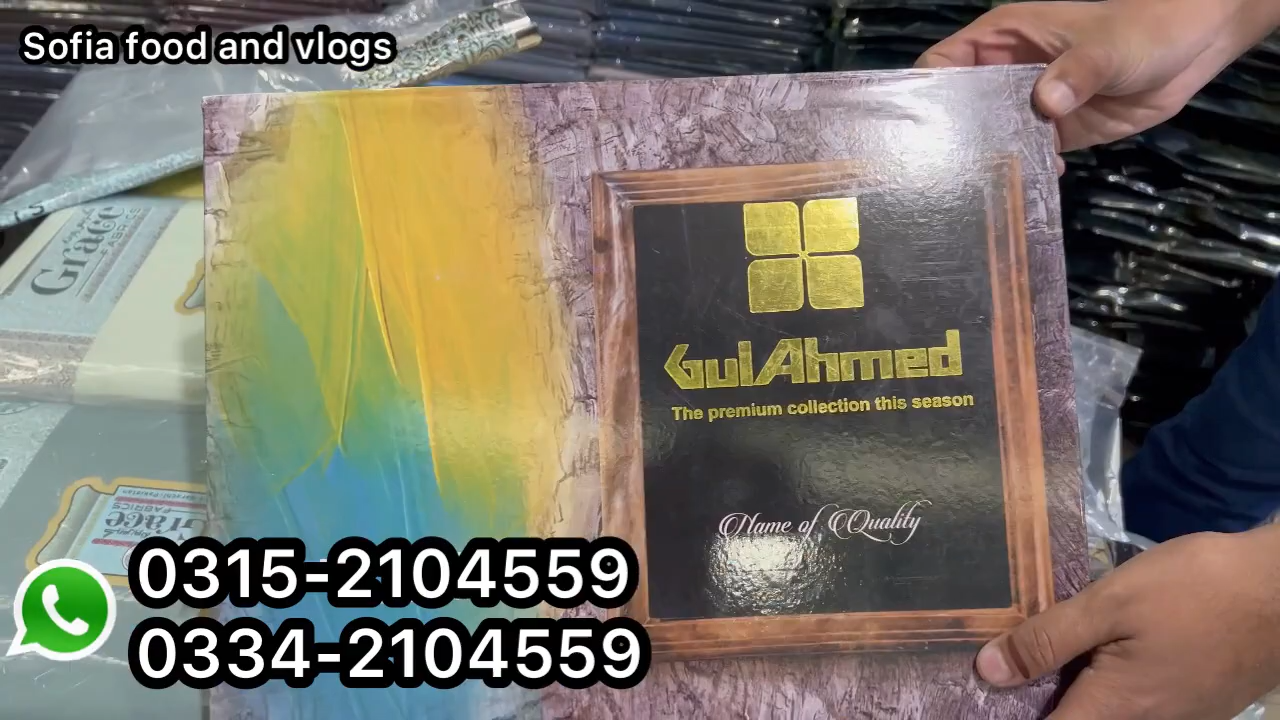 Sofia food and vlogs
Grace
FABRICS
GulAhmed
The premium collection this season
Name of Quality
Grace
FABRICS
0315-2104559
0334-2104559